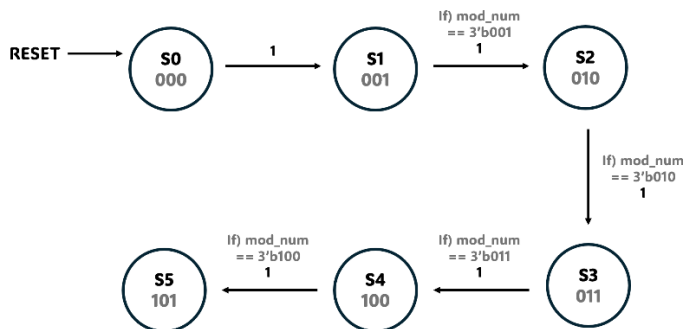 RESET
S0
000
1
S1
001
If) mod_num
== 3'b001
1
S2
010
If) mod_num
== 3'b010
1
S3
011
If) mod_num
== 3'b011
1
S4
100
If) mod_num
== 3'b100
1
S5
101